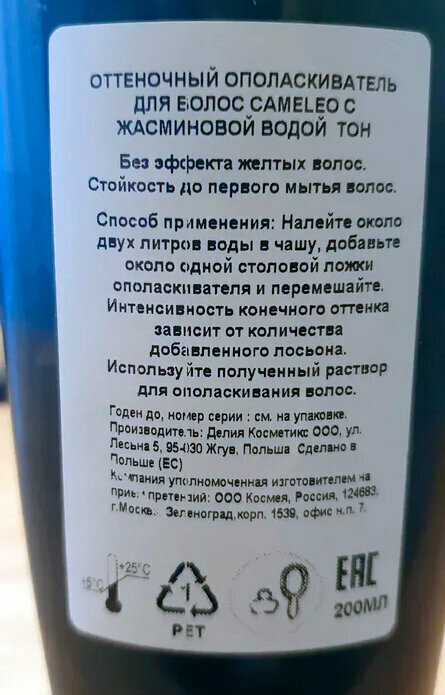 ОТТЕНОЧНЫЙ ОПОЛАСКИВАТЕЛЬ
ДЛЯ ВОЛОС CAMELEO С
ЖАСМИНОВОЙ ВОДОЙ ТОН
Без эффекта желтых волос.
Стойкость до первого мытья волос.
Способ применения: Налейте около
двух литров воды в чашу, добавьте
около одной столовой ложки
ополаскивателя и перемешайте.
Интенсивность конечного оттенка
зависит от количества
добавленного лосьона.
Используйте полученный раствор
для ополаскивания волос.
Годен до, номер серии : см. на упаковке.
Производитель: Делия Косметикс ООО, ул.
Лесьна 5, 95-030 Жгув, Польша Сделано в
Польше (ЕС)
Компания уполномоченная изготовителем на
прием претензий: ООО Космея, Россия, 124683,
г.Москва Зеленоград,корп. 1539, офис н.п. 7.
+5°C +25°C
1
PET
EAC
200МЛ